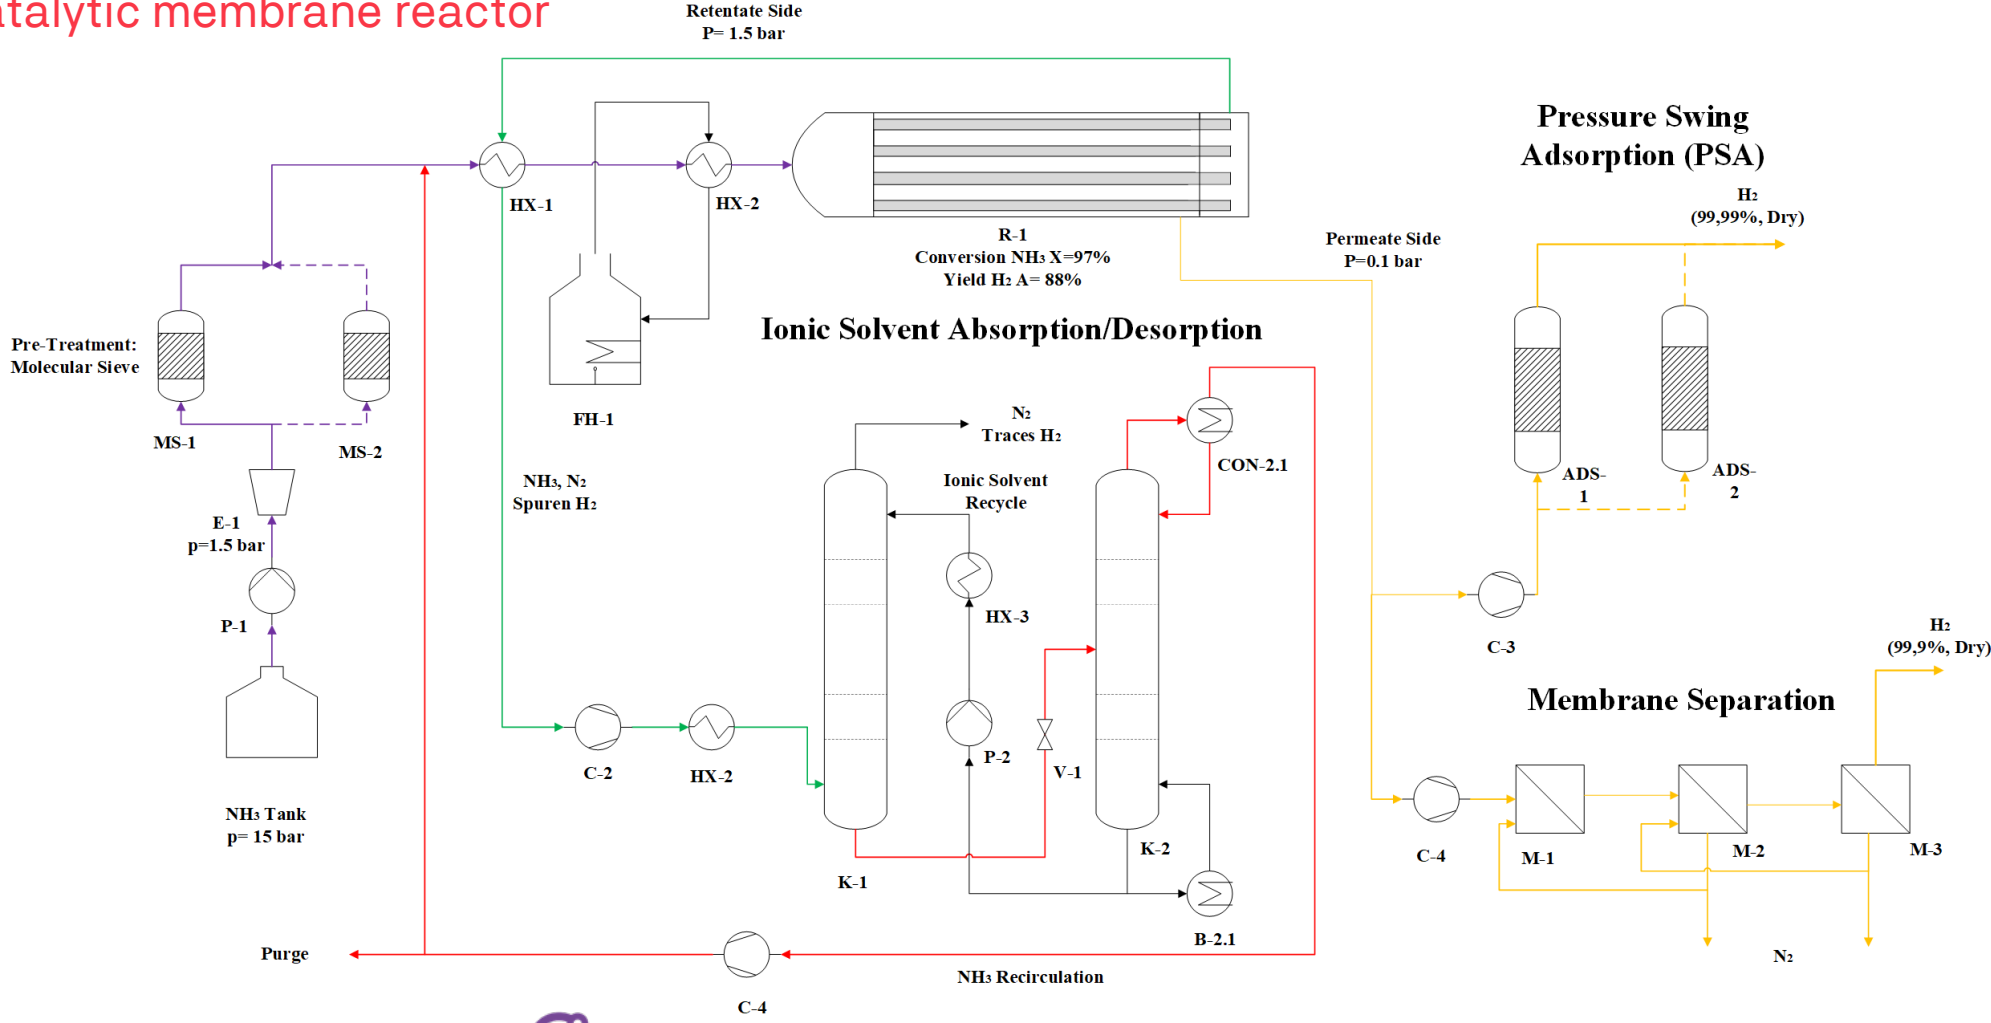 atalytic membrane reactor
Retentate Side
P= 1.5 bar
Pressure Swing
Adsorption (PSA)
H2
(99,99%, Dry)
HX-1
HX-2
R-1
Conversion NH3 X=97%
Yield H2 A= 88%
Permeate Side
P=0.1 bar
Ionic Solvent Absorption/Desorption
Pre-Treatment:
Molecular Sieve
MS-1
MS-2
FH-1
N2
Traces H2
CON-2.1
ADS-
1
ADS-
2
NH3, N2
Spuren H2
Ionic Solvent
Recycle
E-1
p=1.5 bar
P-1
HX-3
C-3
H2
(99,9%, Dry)
Membrane Separation
C-2
HX-2
P-2
V-1
NH3 Tank
p= 15 bar
K-1
K-2
C-4
M-1
M-2
M-3
B-2.1
Purge
NH3 Recirculation
N2
C-4